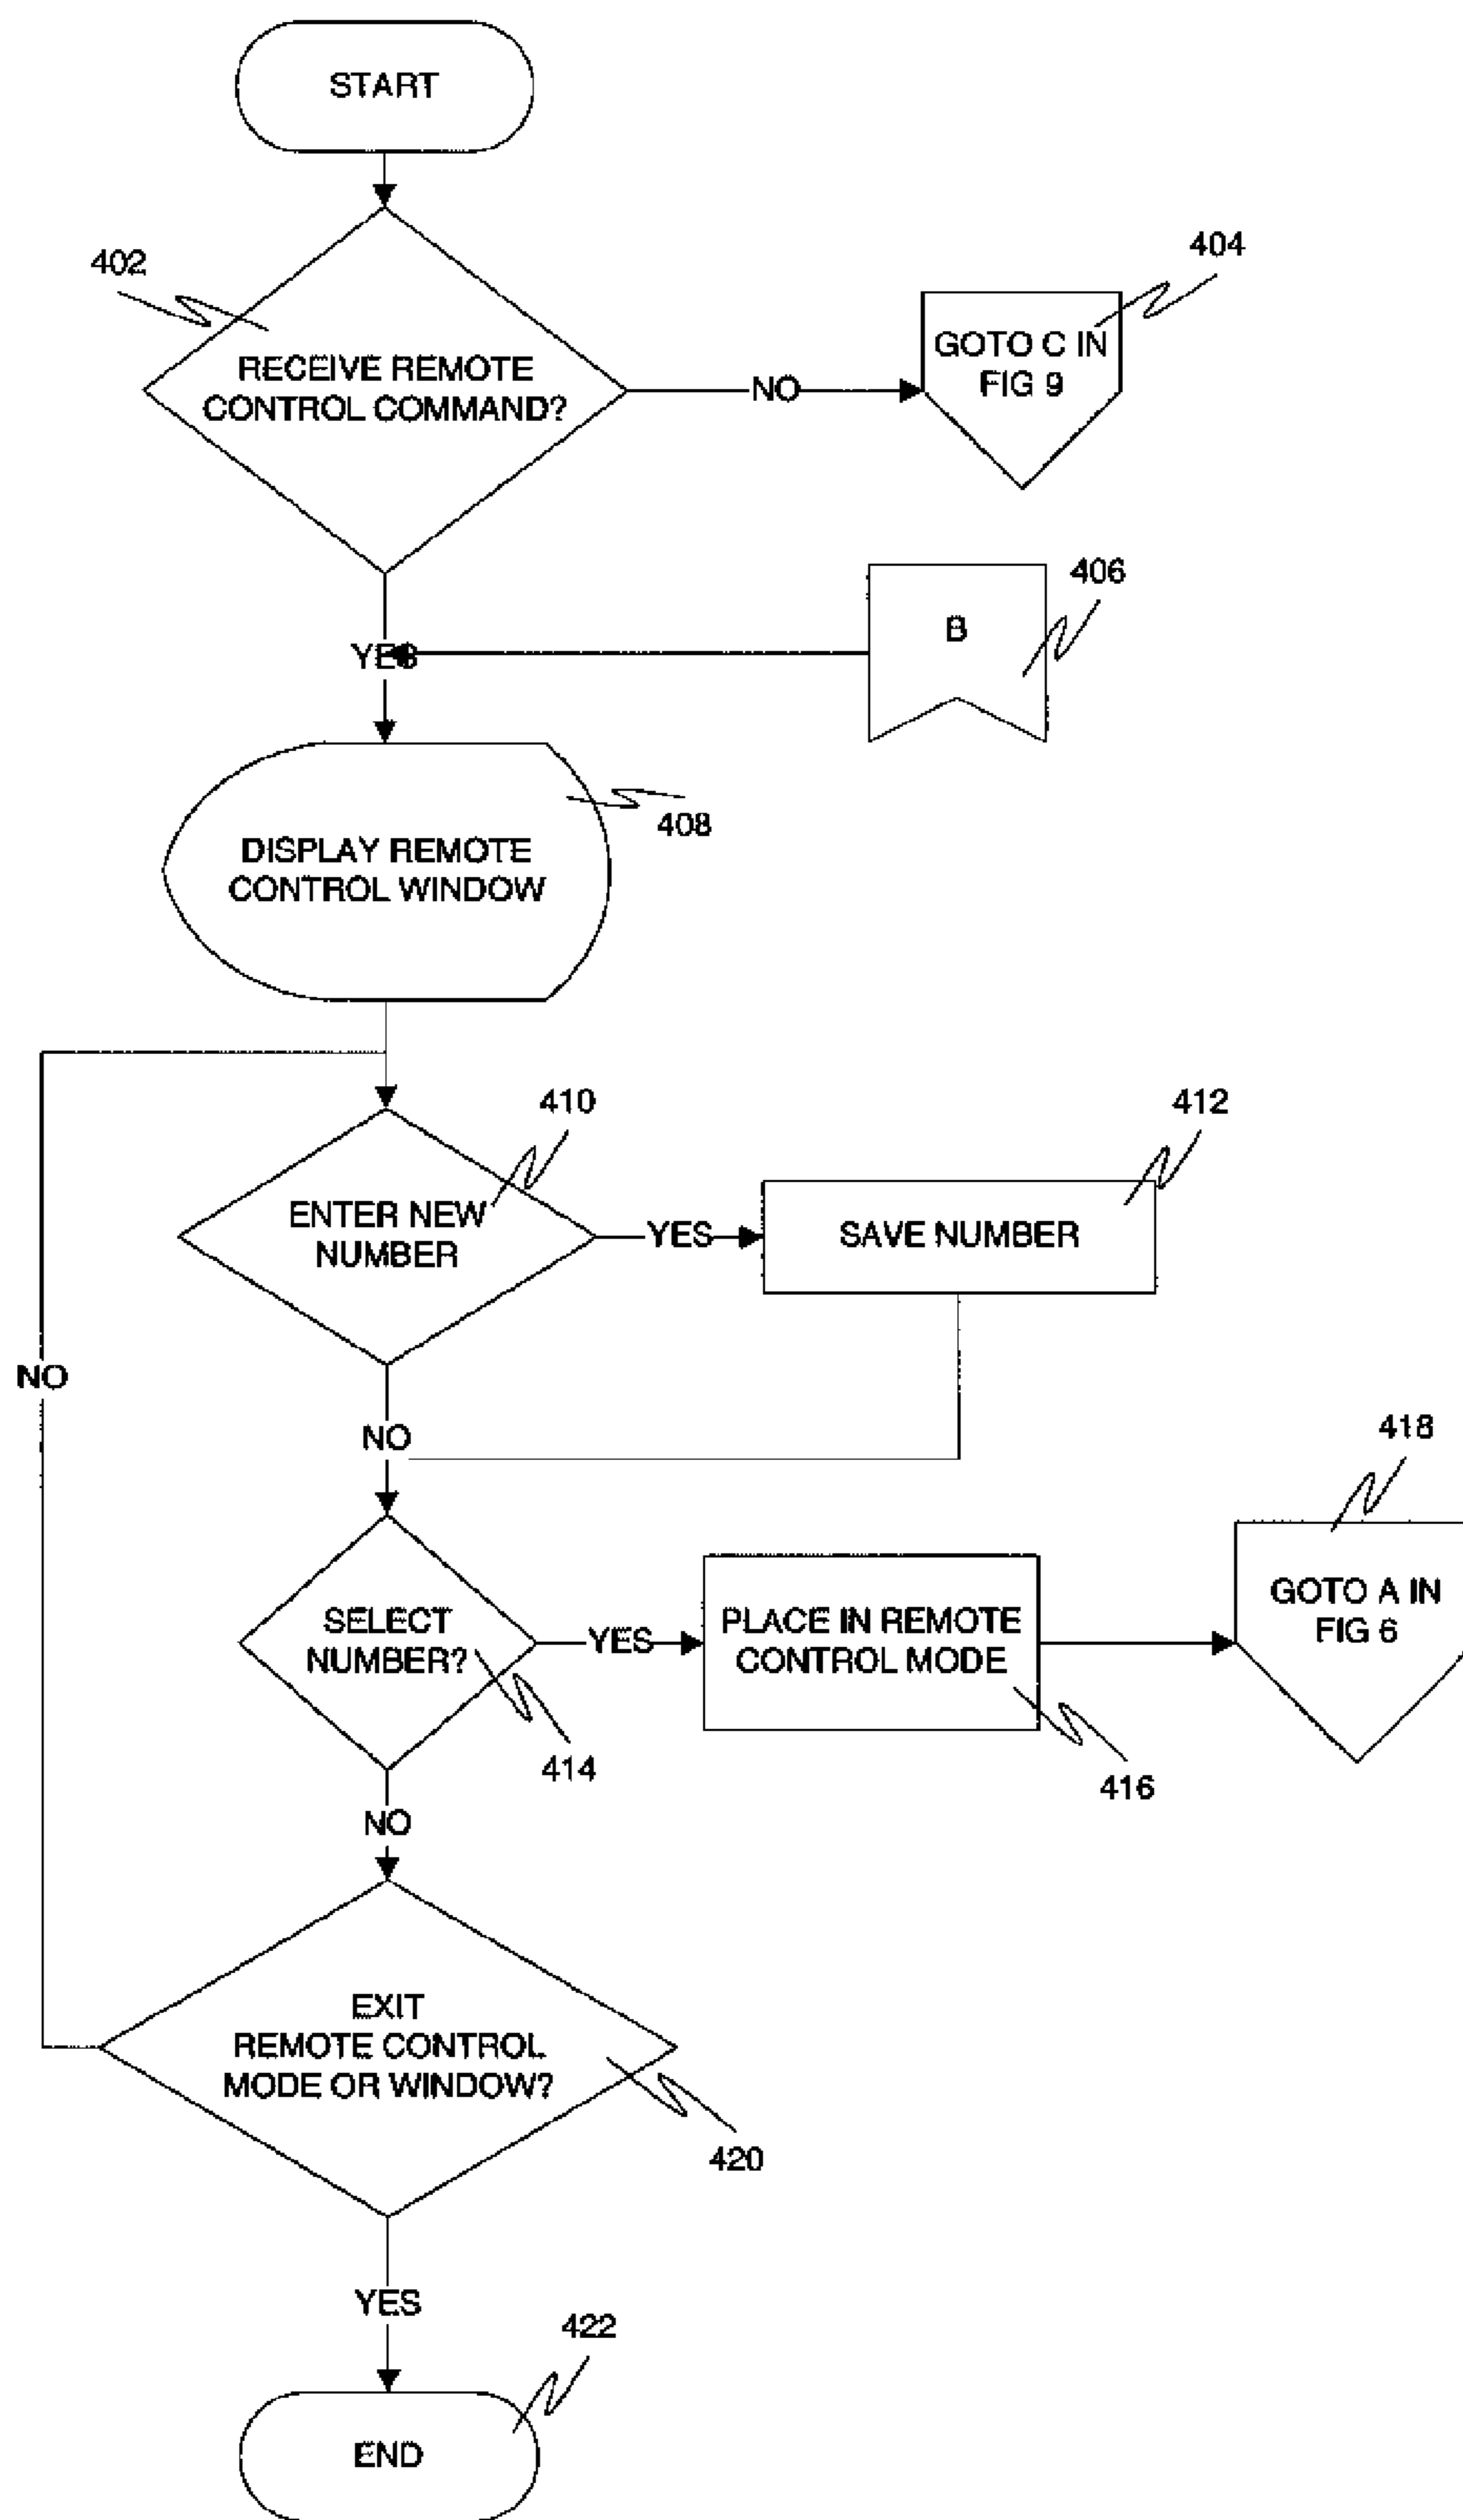 START
402
404
RECEIVE REMOTE
CONTROL COMMAND?
NO
GOTO C IN
FIG 9
406
B
YES
408
DISPLAY REMOTE
CONTROL WINDOW
410
412
ENTER NEW
NUMBER
YES
SAVE NUMBER
NO
NO
418
SELECT
NUMBER?
YES
PLACE IN REMOTE
CONTROL MODE
GOTO A IN
FIG 6
414
416
NO
EXIT
REMOTE CONTROL
MODE OR WINDOW?
420
YES
422
END